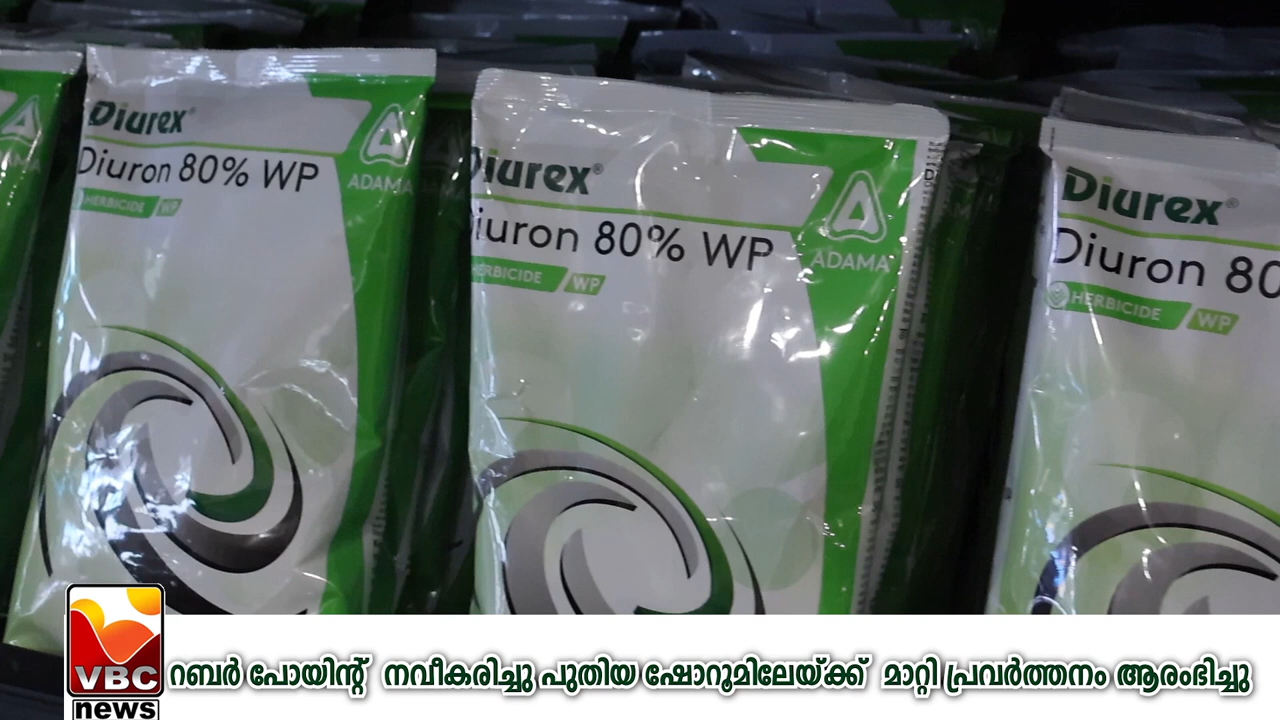 Diurex®
Diuron 80% WP
HERBICIDE WP
ADAMA
Diurex®
Diuron 80% WP
HERBICIDE WP
ADAMA
Diurex®
Diuron 80
HERBICIDE WP
VBC
news
റബർ പോയിന്റ് നവീകരിച്ചു പുതിയ ഷോറൂമിലേയ്ക്ക് മാറ്റി പ്രവർത്തനം ആരംഭിച്ചു